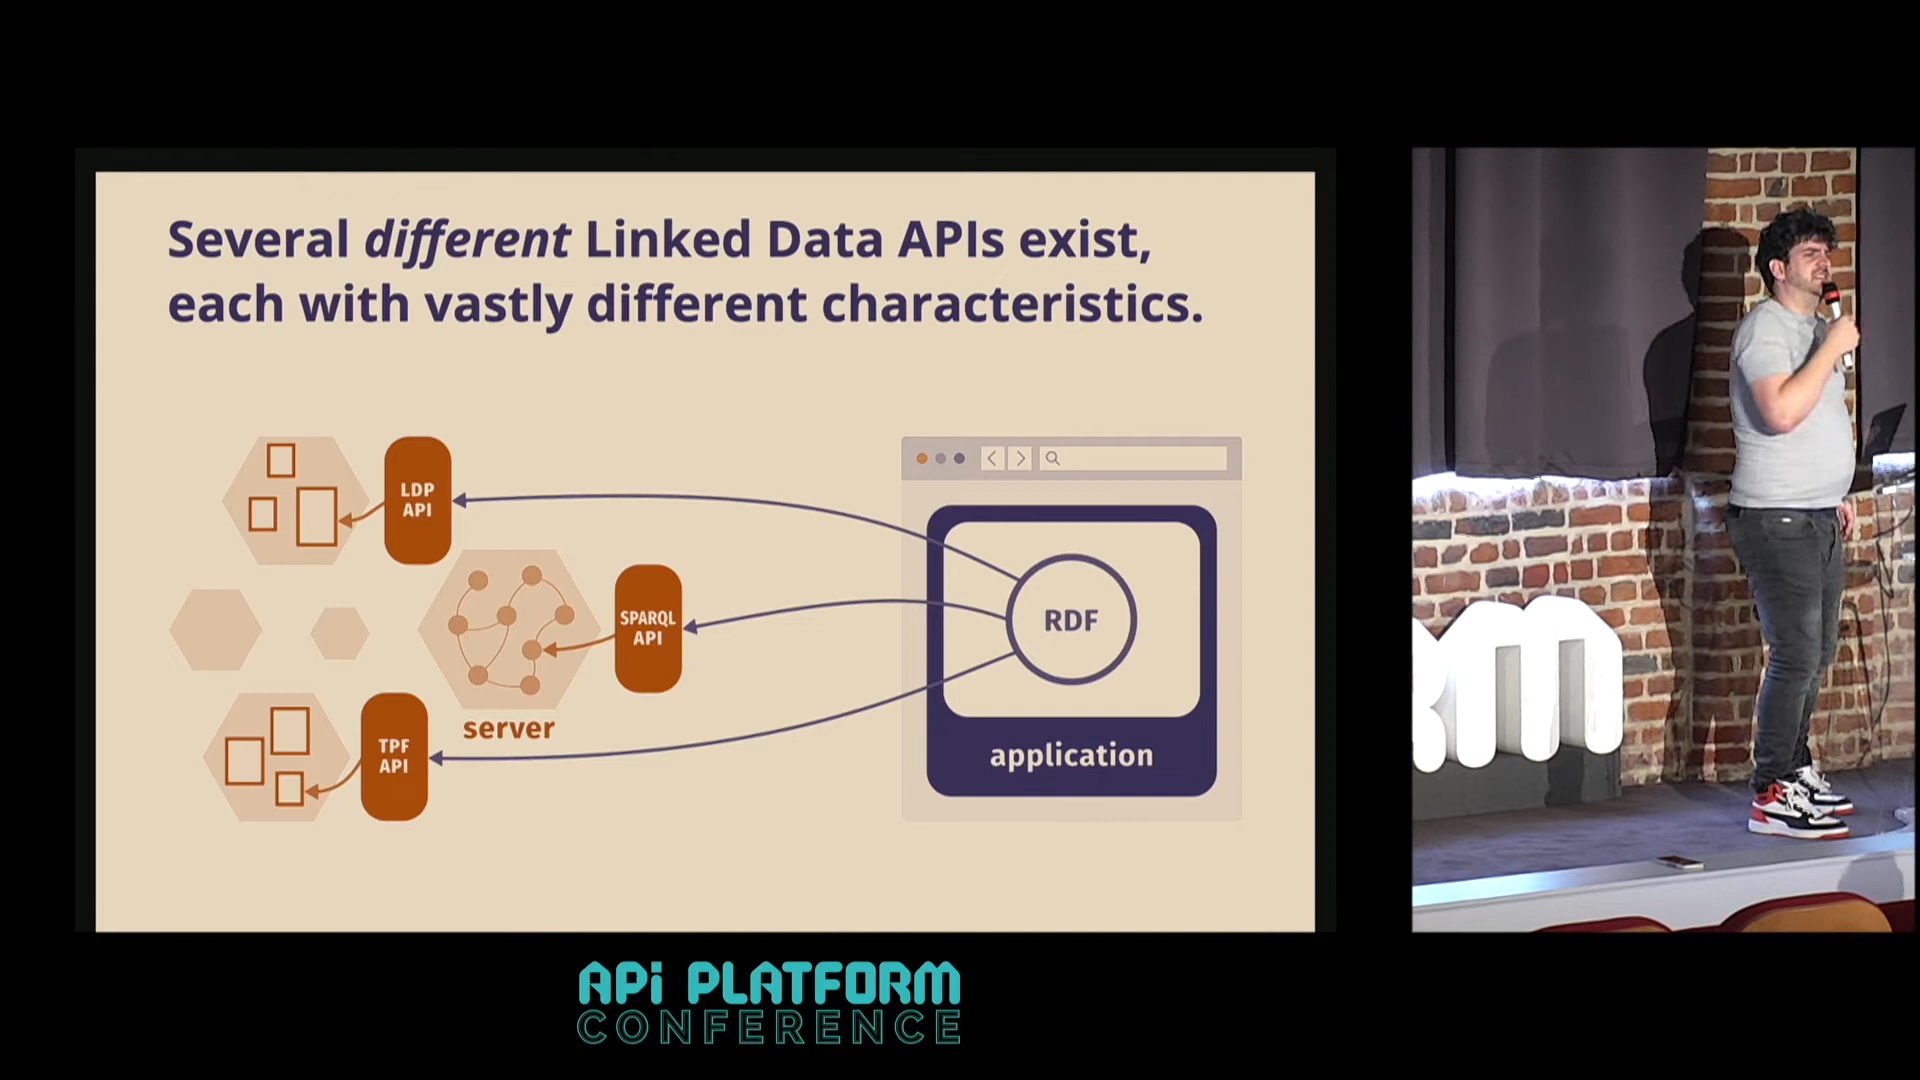 Several different Linked Data APIs exist,
each with vastly different characteristics.
LDP
API
SPARQL
API
RDF
server
TPF
API
application
APi PLATFORM
CONFERENCE